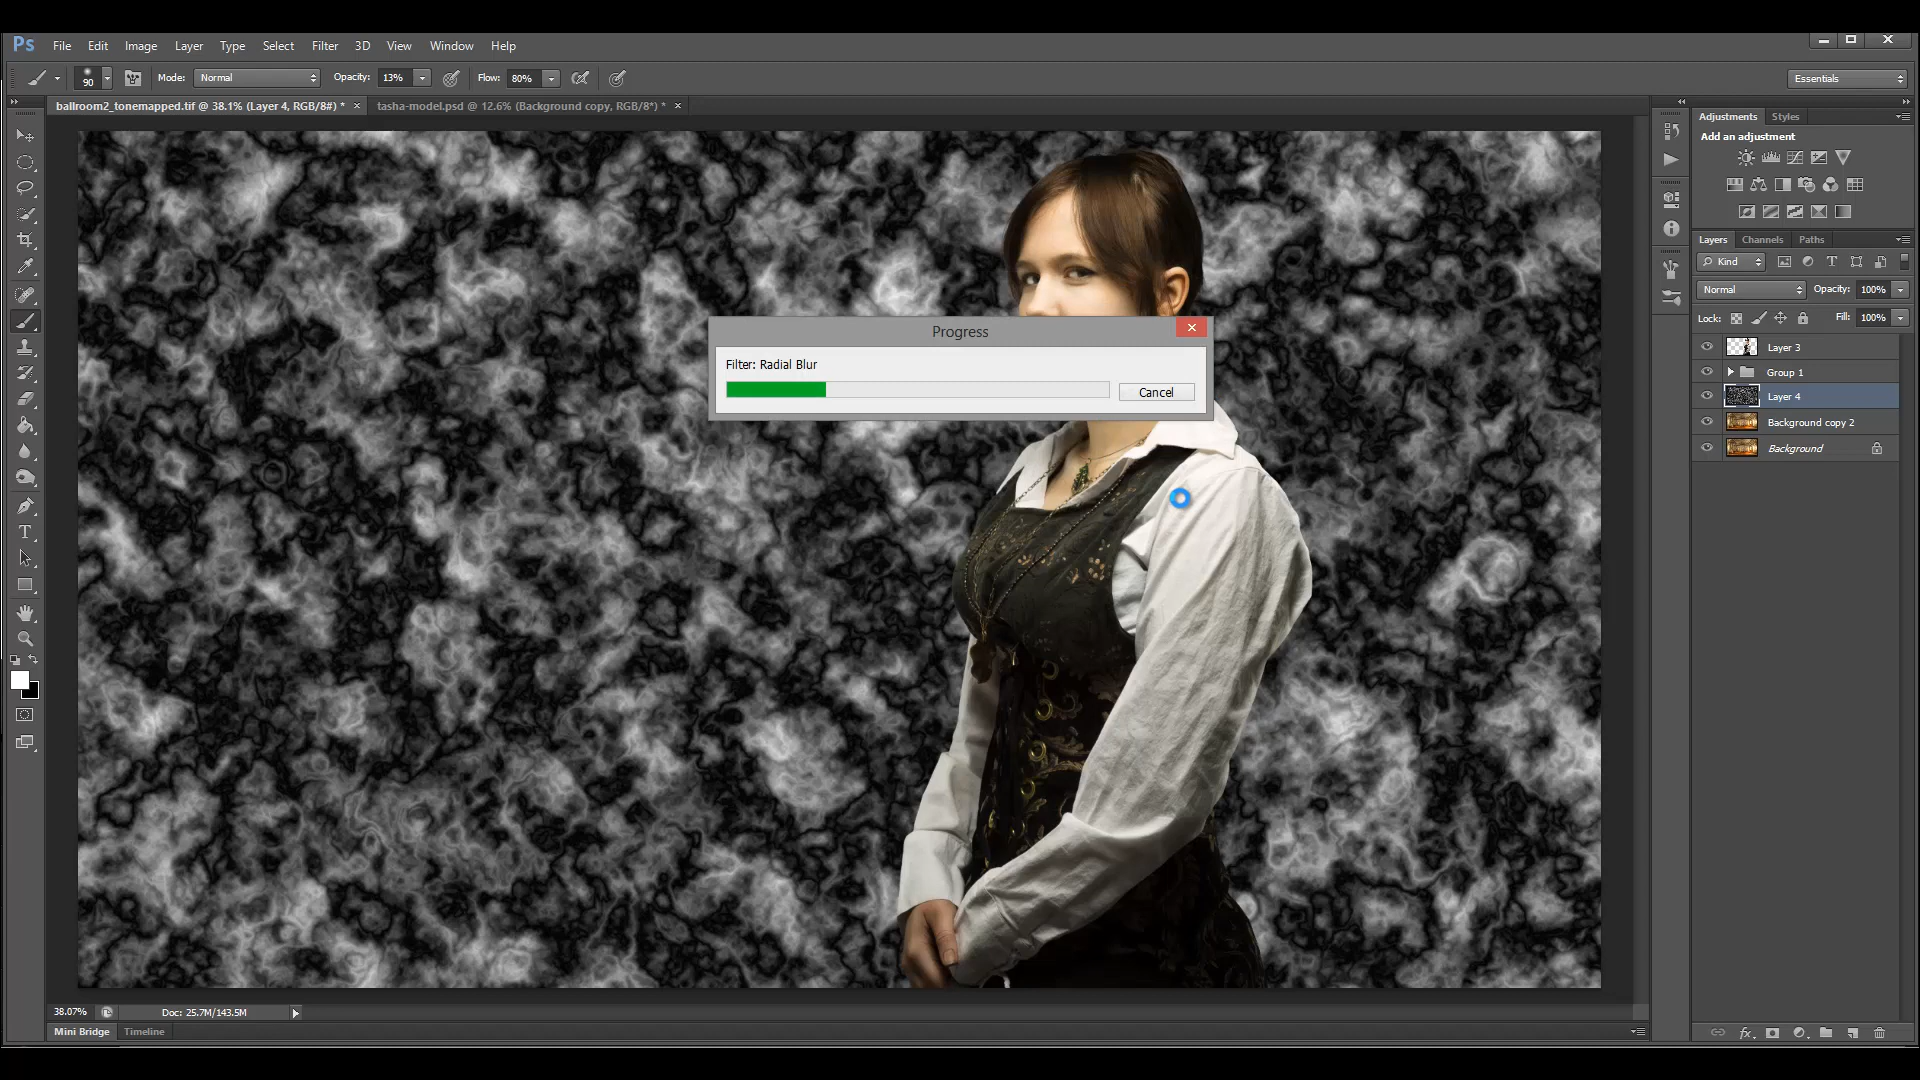 Ps File Edit Image Layer Type Select Filter 3D View Window Help
90 Mode: Normal Opacity: 13% Flow: 80% Essentials
ballroom2_tonemapped.tif @ 38.1% (Layer 4, RGB/8#) * × tasha-model.psd @ 12.6% (Background copy, RGB/8*) * ×
Adjustments Styles
Add an adjustment
Layers Channels Paths
Kind T
Normal Opacity: 100%
Lock: Fill: 100%
Layer 3
Group 1
Layer 4
Background copy 2
Background
Progress
Filter: Radial Blur
Cancel
T
38.07% Doc: 25.7M/143.5M
Mini Bridge Timeline
fx